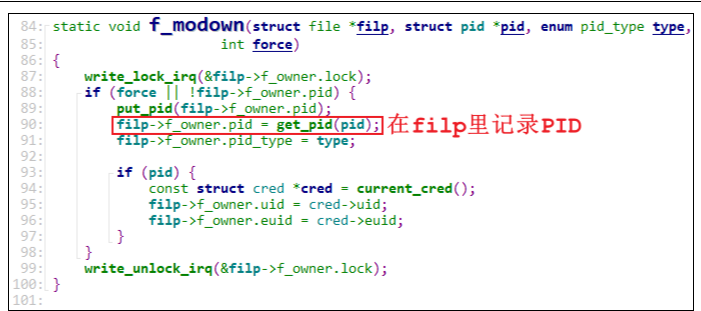 84: static void f_modown(struct file *filp, struct pid *pid, enum pid_type type,
85: int force)
86: {
87: write_lock_irq(&filp->f_owner.lock);
88: if (force || !filp->f_owner.pid) {
89: put_pid(filp->f_owner.pid);
90: filp->f_owner.pid = get_pid(pid); 在filp里记录PID
91: filp->f_owner.pid_type = type;
92:
93: if (pid) {
94: const struct cred *cred = current_cred();
95: filp->f_owner.uid = cred->uid;
96: filp->f_owner.euid = cred->euid;
97: }
98: }
99: write_unlock_irq(&filp->f_owner.lock);
100: }
101: